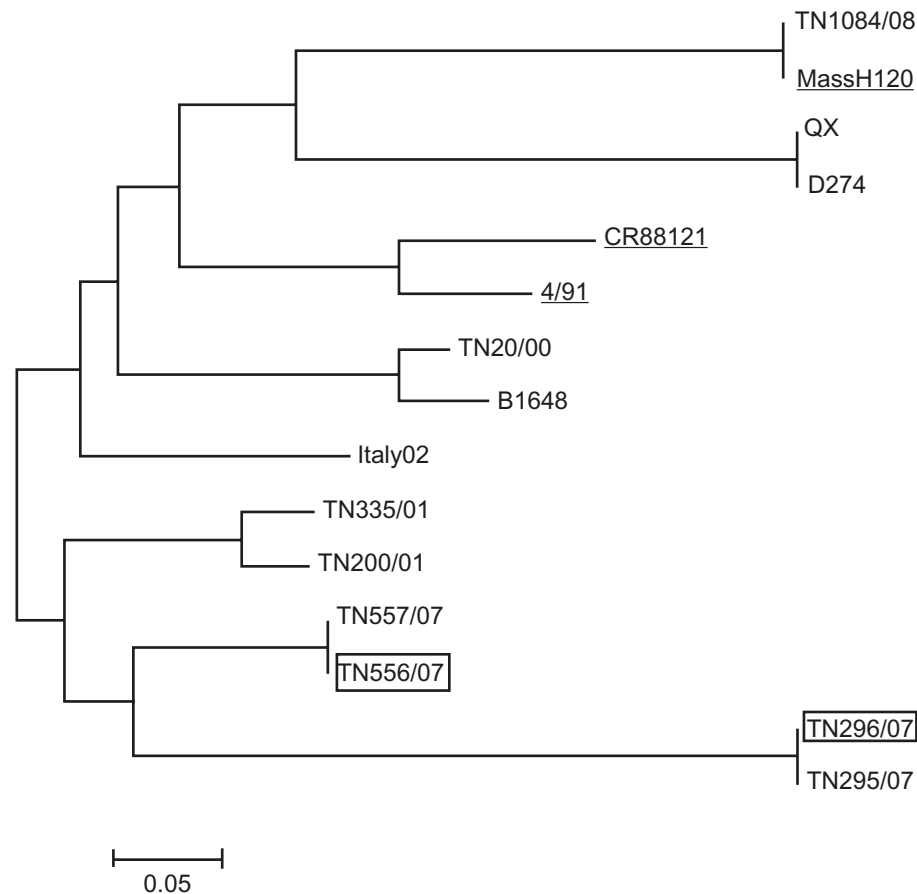 TN1084/08
MassH120
QX
D274
CR88121
4/91
TN20/00
B1648
Italy02
TN335/01
TN200/01
TN557/07
TN556/07
TN296/07
TN295/07
0.05